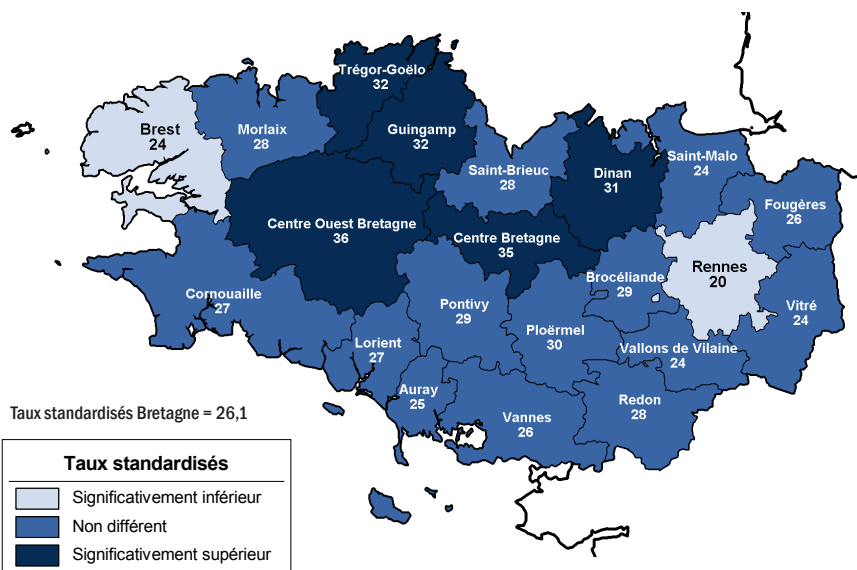 Trégor-Goëlo
32
Brest
24
Morlaix
28
Guingamp
32
Saint-Brieuc
28
Dinan
31
Saint-Malo
24
Fougères
26
Centre Ouest Bretagne
36
Centre Bretagne
35
Rennes
20
Brocéliande
29
Cornouaille
27
Pontivy
29
Vitré
24
Ploërmel
30
Lorient
27
Vallons de Vilaine
24
Auray
25
Redon
28
Vannes
26
Taux standardisés Bretagne = 26,1
Taux standardisés
Significativement inférieur
Non différent
Significativement supérieur